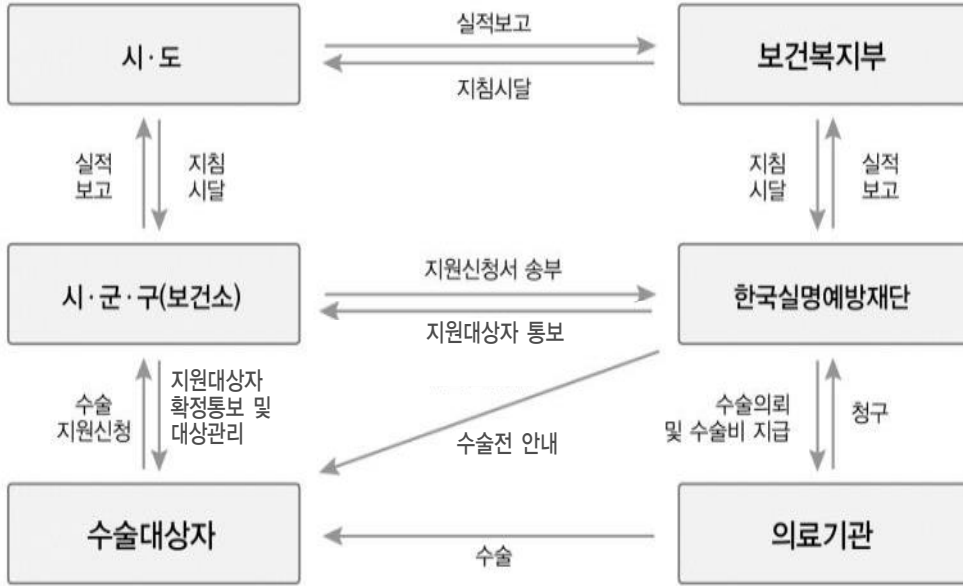 시·도
실적보고
보건복지부
지침시달
실적
보고
지침
시달
지침
시달
실적
보고
시·군·구(보건소)
지원신청서 송부
한국실명예방재단
지원대상자 통보
수술
지원신청
지원대상자
확정통보 및
대상관리
수술전 안내
수술의뢰
및 수술비 지급
청구
수술대상자
수술
의료기관